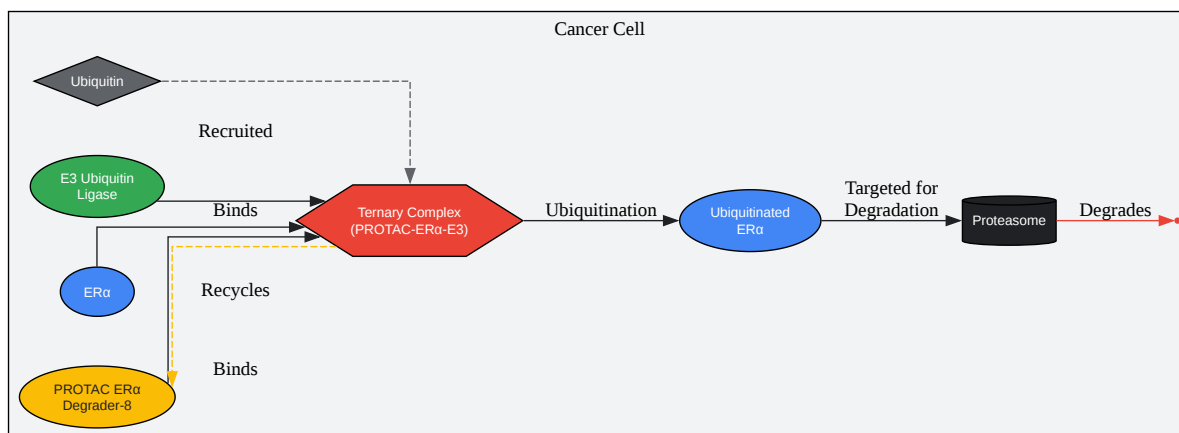 Cancer Cell
Ubiquitin
Recruited
E3 Ubiquitin
Ligase
Binds
Ternary Complex
(PROTAC-ERα-E3)
Ubiquitination
Ubiquitinated
ERα
Targeted for
Degradation
Proteasome
Degrades
ERα
Recycles
Binds
PROTAC ERα
Degrader-8